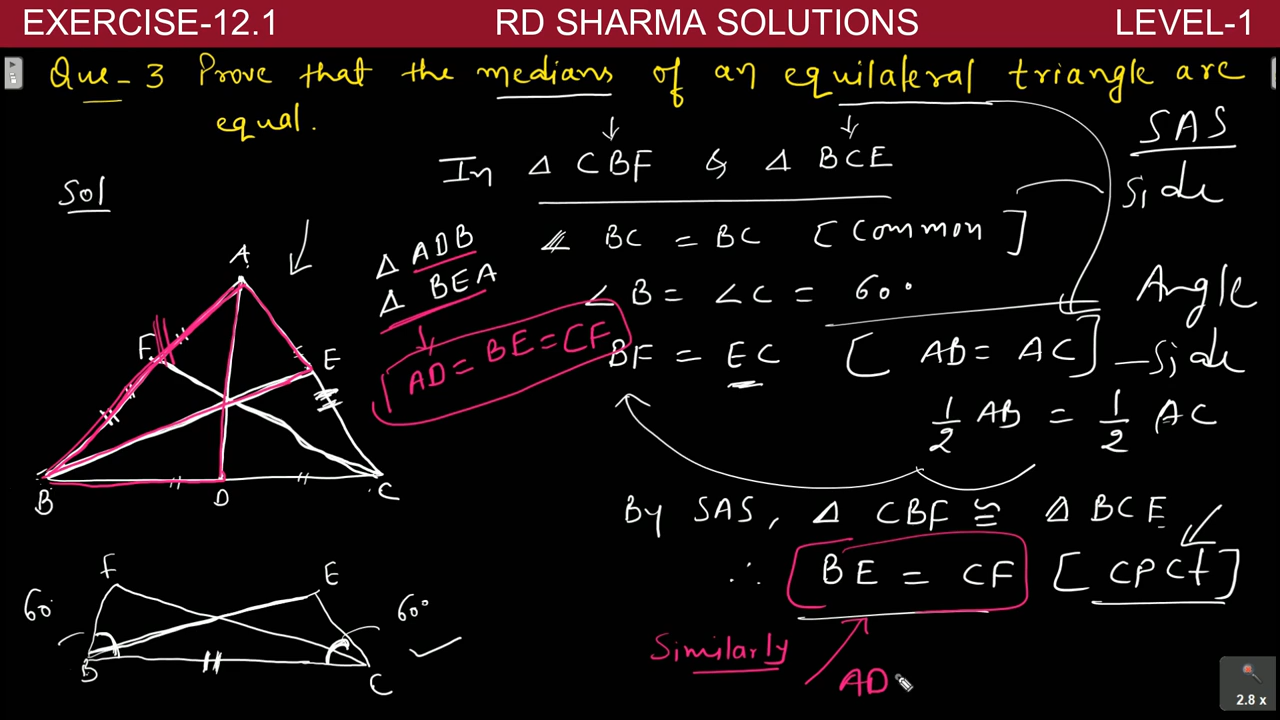 EXERCISE-12.1 RD SHARMA SOLUTIONS LEVEL-1
Que-3 Prove that the medians of an equilateral triangle are
equal.
Sol
In Δ CBF & Δ BCE
SAS
Side
BC = BC [Common]
∠B = ∠C = 60°
Angle
BF = EC [AB = AC] - Side
1/2 AB = 1/2 AC
By SAS, Δ CBF ≅ Δ BCE
∴ BE = CF [CPCt]
Similarly
AD
Δ ADB
Δ BEA
AD = BE = CF
A
F
E
B
D
C
F
E
60
60°
B
C
2.8 x